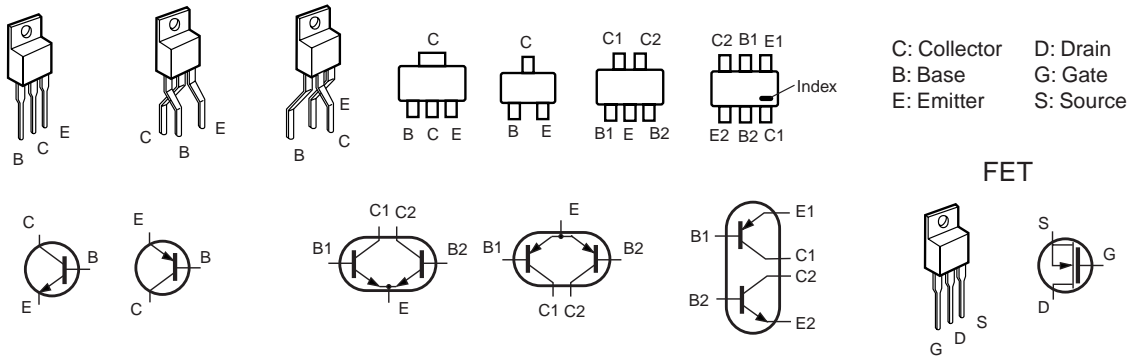 C: Collector D: Drain
B: Base G: Gate
E: Emitter S: Source
B C E
C B E
B C E
C
B C E
C
B E
C1 C2
B1 E B2
C2 B1 E1
Index
E2 B2 C1
FET
C
B
E
E
B
C
C1 C2
B1 B2
E
E
B1 B2
C1 C2
E1
B1
C1
C2
B2
E2
G D S
S
G
D